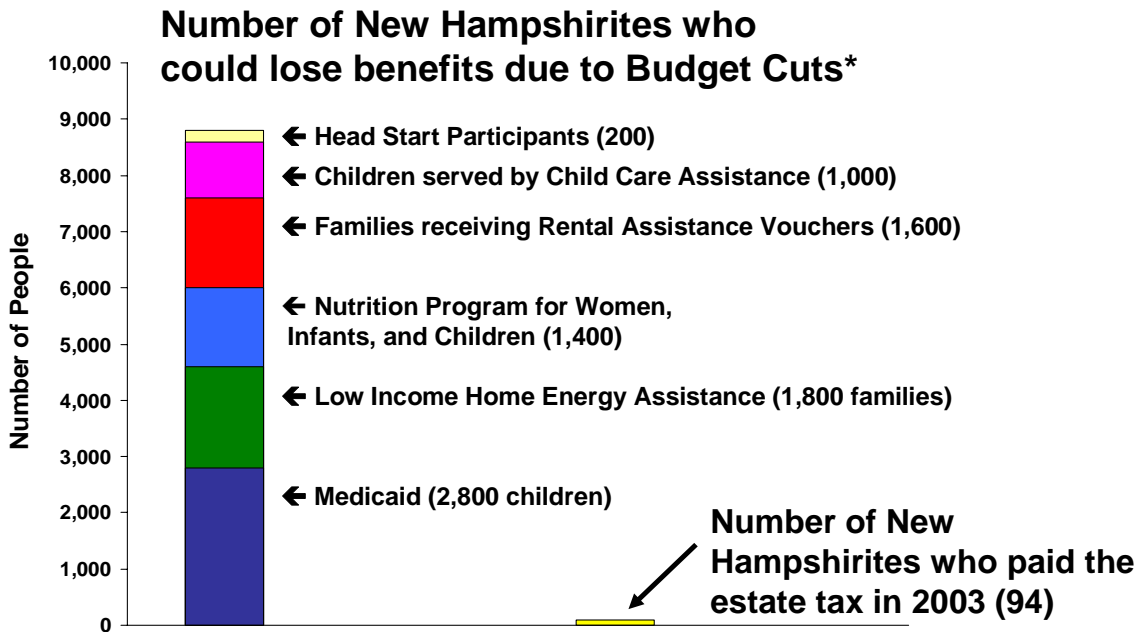 Number of New Hampshirites who
could lose benefits due to Budget Cuts*
10,000
9,000
8,000
7,000
6,000
5,000
4,000
3,000
2,000
1,000
0
Number of People
← Head Start Participants (200)
← Children served by Child Care Assistance (1,000)
← Families receiving Rental Assistance Vouchers (1,600)
← Nutrition Program for Women,
Infants, and Children (1,400)
← Low Income Home Energy Assistance (1,800 families)
← Medicaid (2,800 children)
Number of New
Hampshirites who paid the
estate tax in 2003 (94)